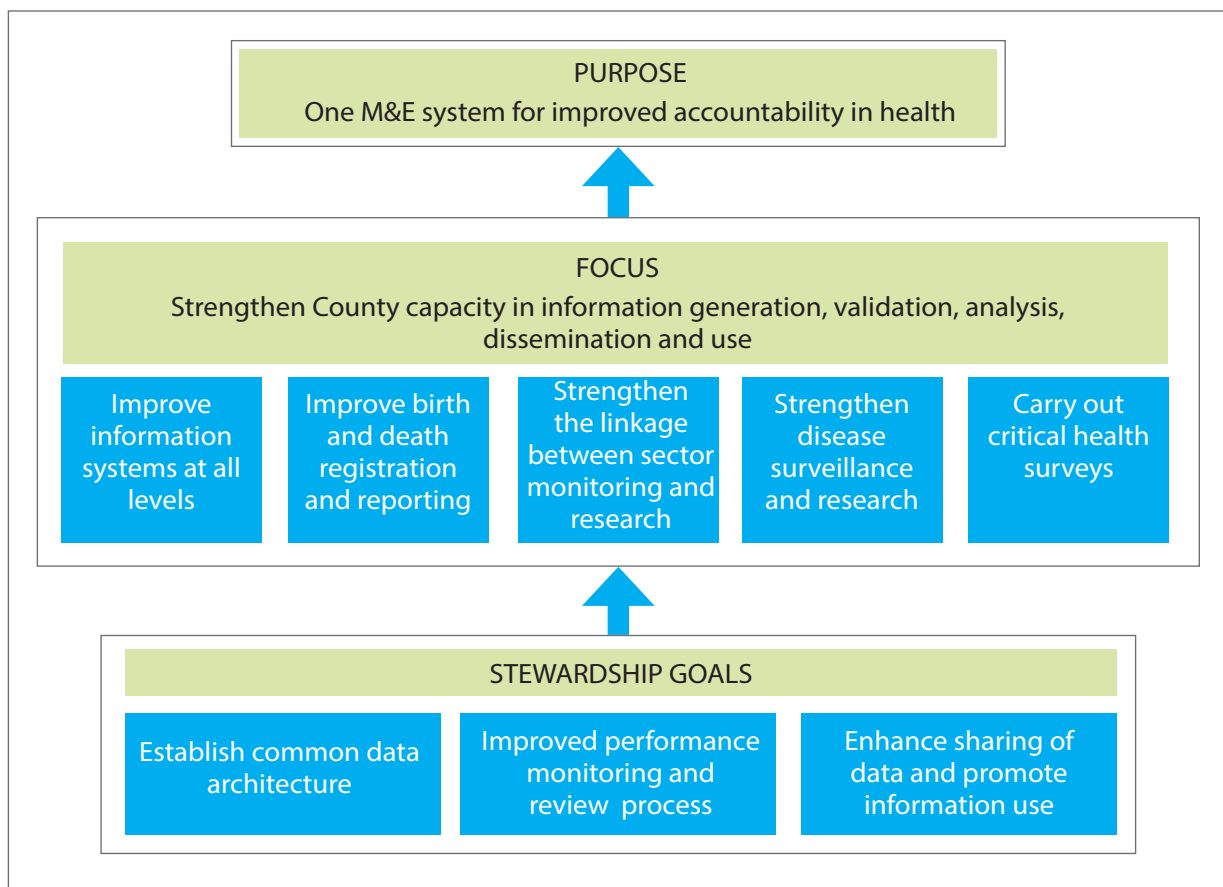 PURPOSE
One M&E system for improved accountability in health
FOCUS
Strengthen County capacity in information generation, validation, analysis,
dissemination and use
Improve
information
systems at all
levels
Improve birth
and death
registration
and reporting
Strengthen
the linkage
between sector
monitoring and
research
Strengthen
disease
surveillance
and research
Carry out
critical health
surveys
STEWARDSHIP GOALS
Establish common data
architecture
Improved performance
monitoring and
review process
Enhance sharing of
data and promote
information use